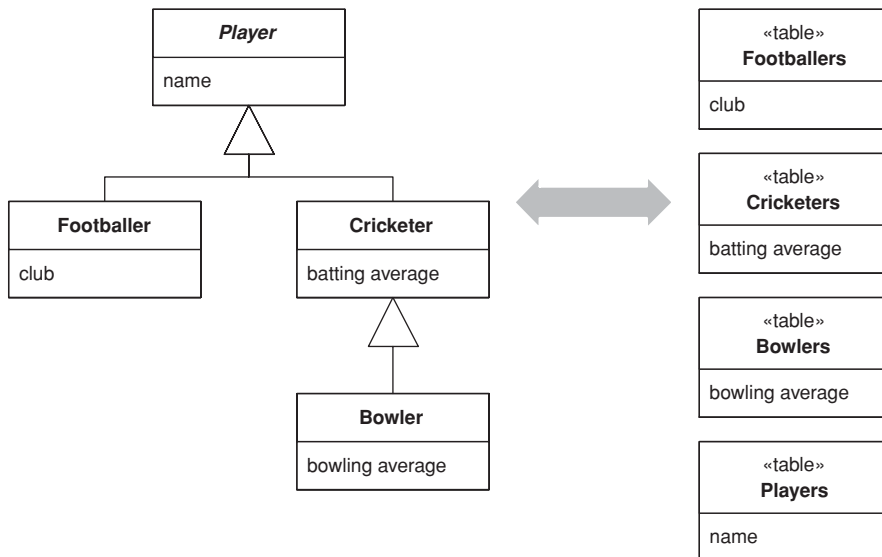 Player
name
Footballer
club
Cricketer
batting average
Bowler
bowling average
«table»
Footballers
club
«table»
Cricketers
batting average
«table»
Bowlers
bowling average
«table»
Players
name